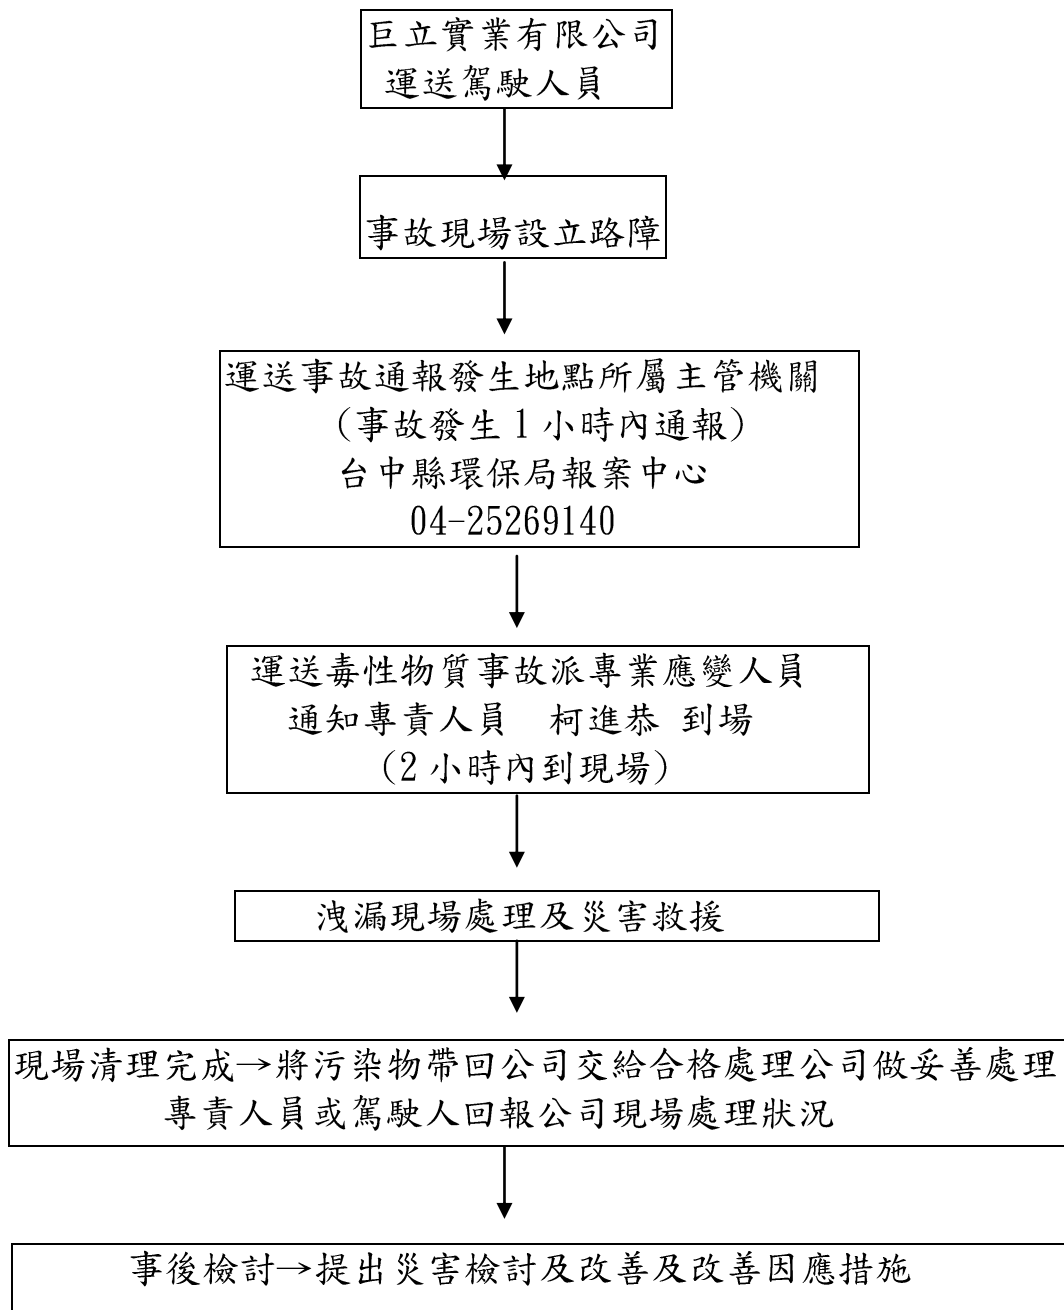 巨立實業有限公司
運送駕駛人員
事故現場設立路障
運送事故通報發生地點所屬主管機關
(事故發生1小時內通報)
台中縣環保局報案中心
04-25269140
運送毒性物質事故派專業應變人員
通知專責人員 柯進恭 到場
(2小時內到現場)
洩漏現場處理及災害救援
現場清理完成→將污染物帶回公司交給合格處理公司做妥善處理
專責人員或駕駛人回報公司現場處理狀況
事後檢討→提出災害檢討及改善及改善因應措施